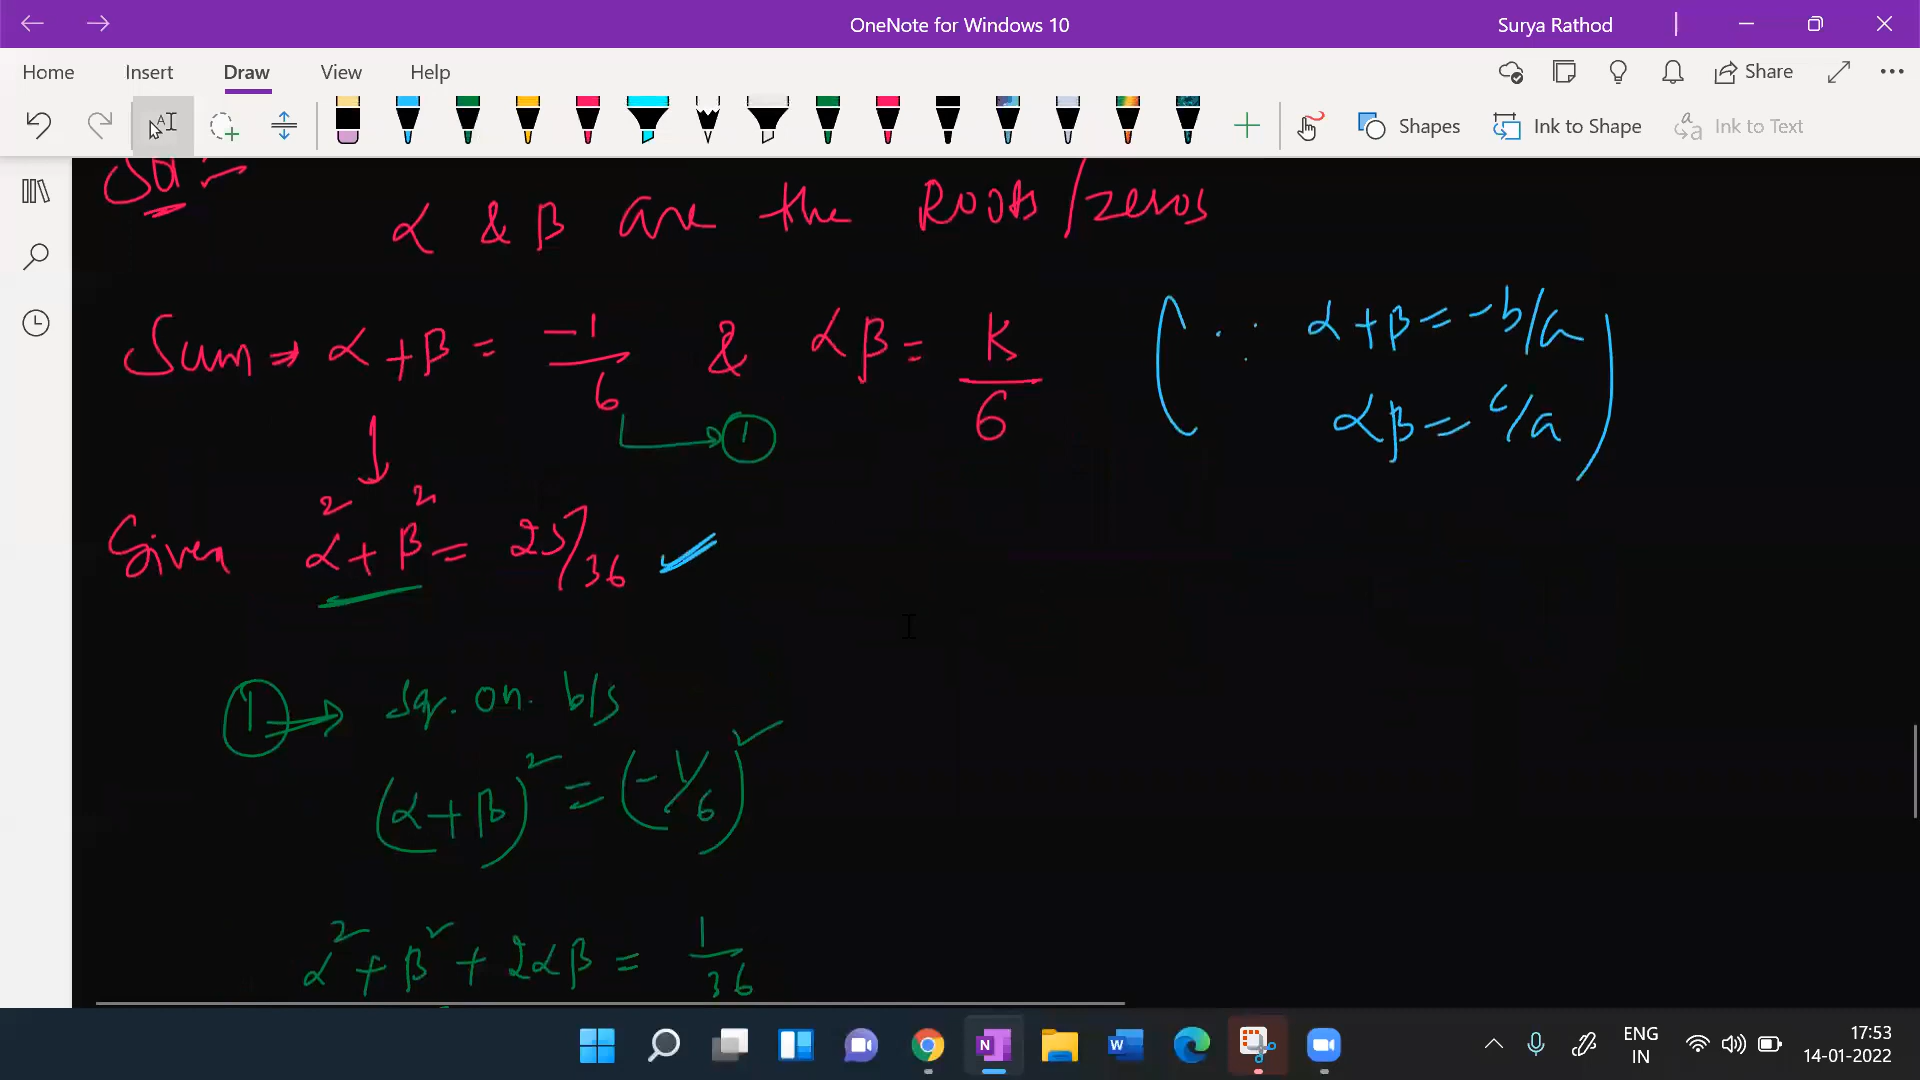 OneNote for Windows 10
Surya Rathod
Home Insert Draw View Help
Share
Shapes Ink to Shape Ink to Text
Sol :-
α & β are the Roots/zeros
Sum ⇒ α + β = -1/6 & αβ = K/6 (∵ α + β = -b/a
①
αβ = c/a)
Given α² + β² = 25/36 ✓
① → Sq. on. b/s
(α + β)² = (-1/6)²
α² + β² + 2αβ = 1/36
ENG
IN
17:53
14-01-2022